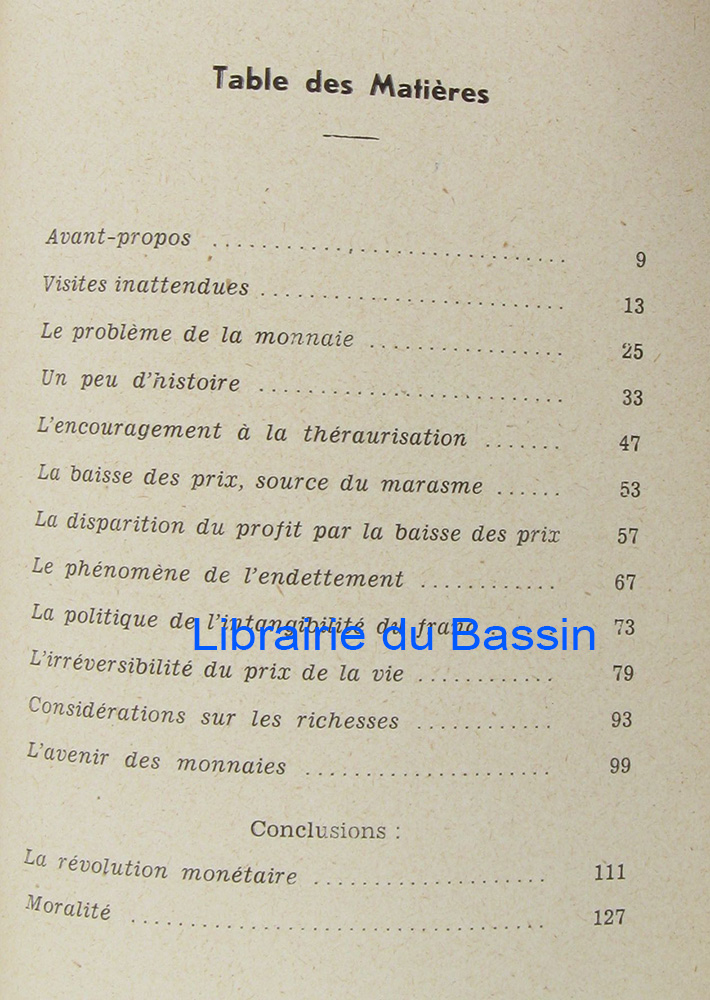 Table des Matières
Avant-propos ............................. 9
Visites inattendues ......................... 13
Le problème de la monnaie ................ 25
Un peu d'histoire ......................... 33
L'encouragement à la théraurisation ....... 47
La baisse des prix, source du marasme ...... 53
La disparition du profit par la baisse des prix 57
Le phénomène de l'endettement ............ 67
La politique de l'intangibilité du franc 73
Librairie du Bassin
L'irréversibilité du prix de la vie ............ 79
Considérations sur les richesses ............ 93
L'avenir des monnaies ..................... 99
Conclusions :
La révolution monétaire .................... 111
Moralité .................................. 127